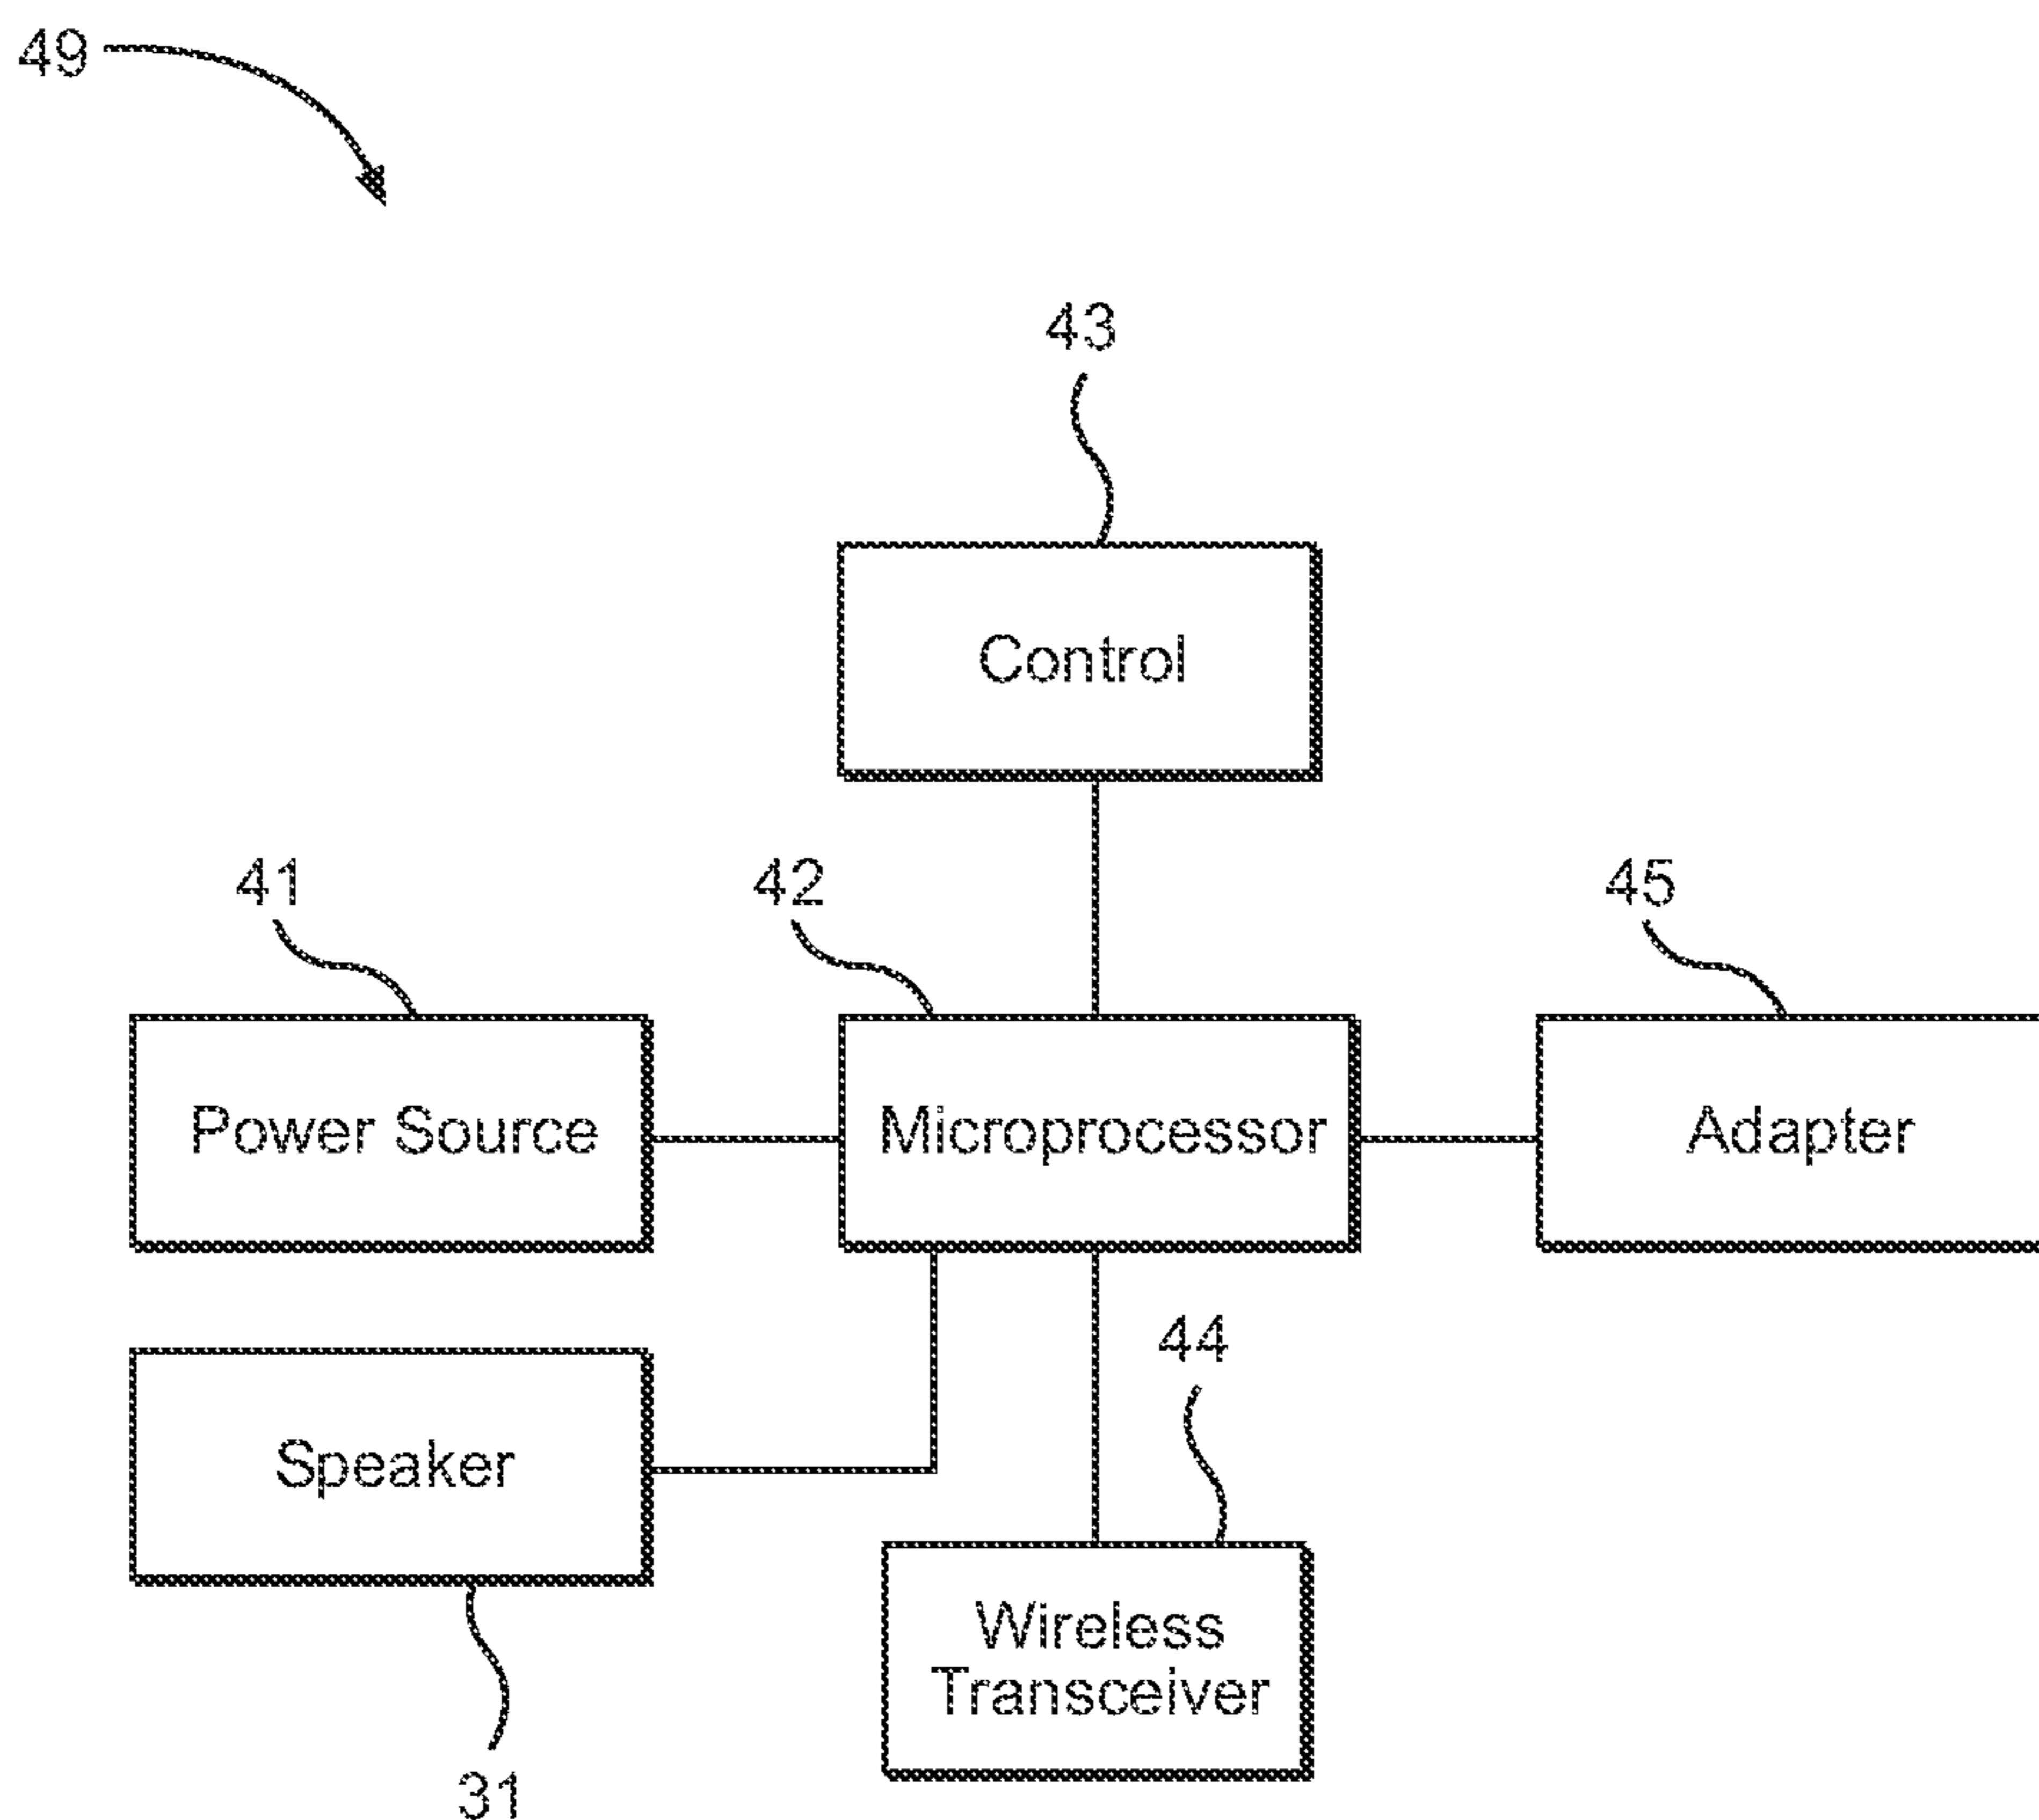 49
43
Control
41
42
45
Power Source
Microprocessor
Adapter
44
Speaker
Wireless
Transceiver
31